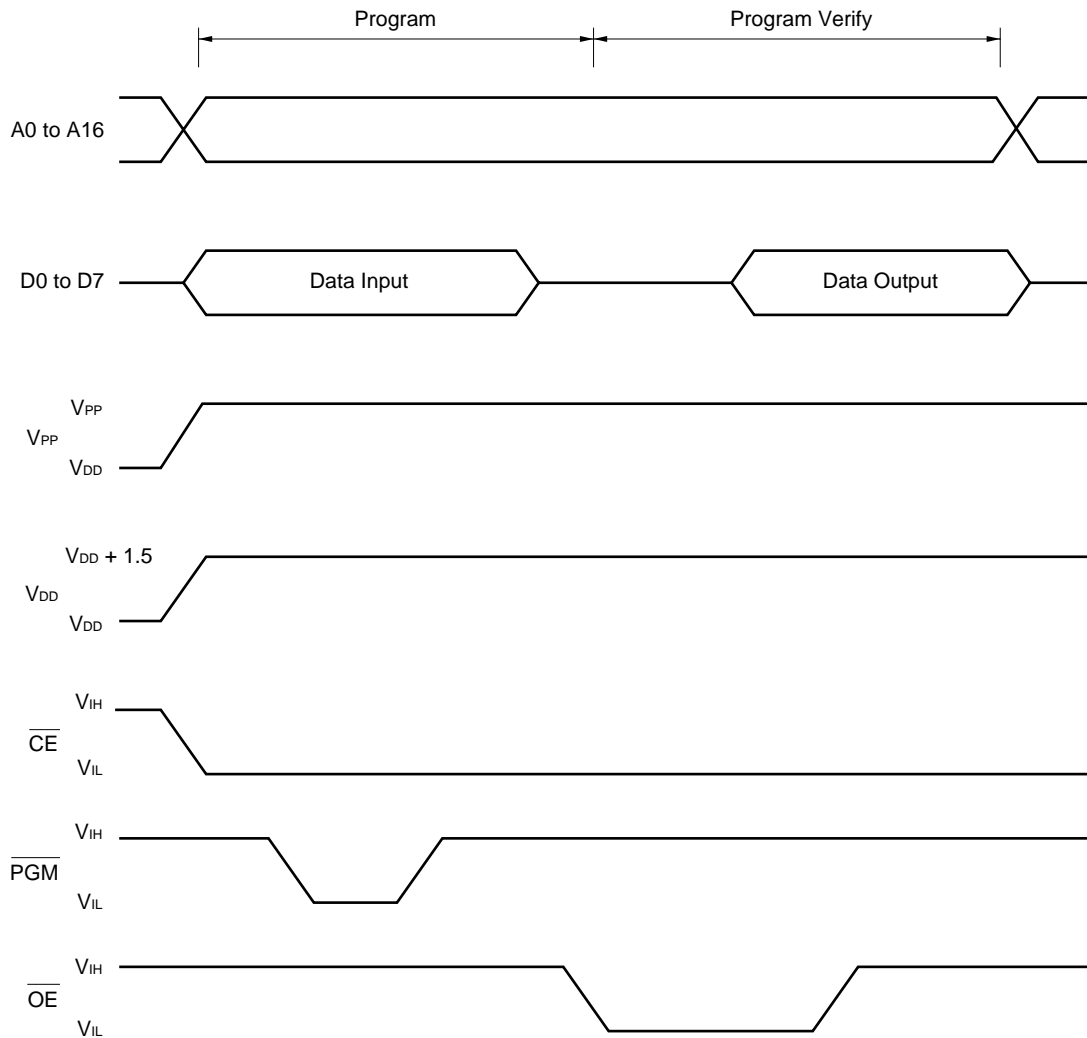 Program Program Verify
A0 to A16
D0 to D7 Data Input Data Output
VPP
VPP
VDD
VDD + 1.5
VDD
VDD
VIH
CE
VIL
VIH
PGM
VIL
VIH
OE
VIL